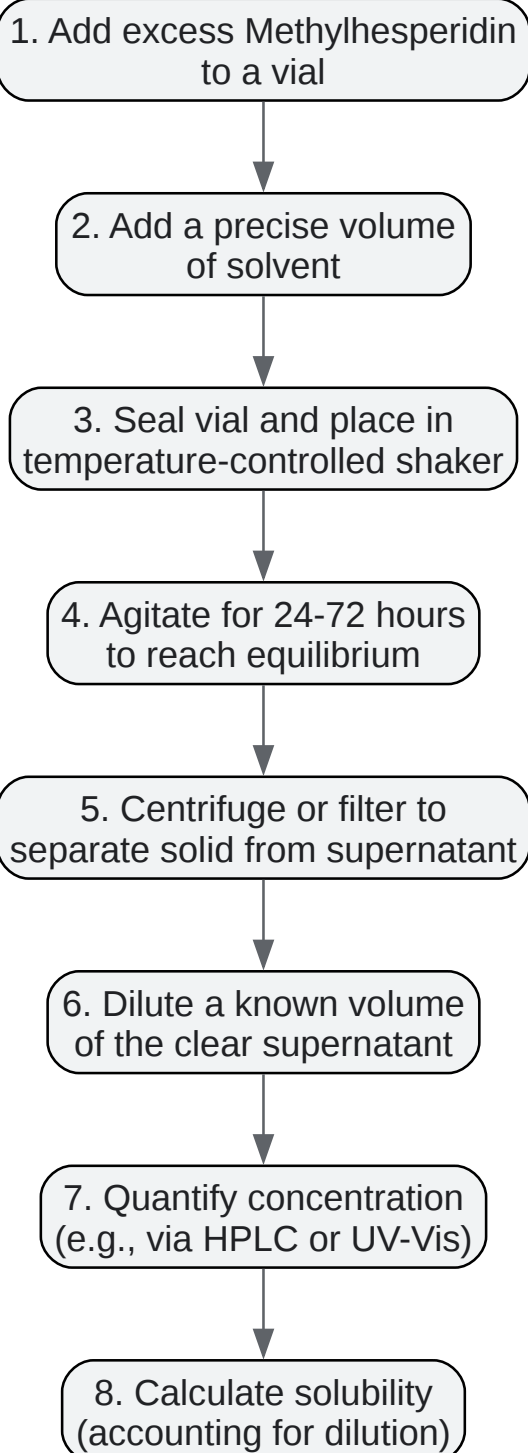 1. Add excess Methylhesperidin
to a vial
2. Add a precise volume
of solvent
3. Seal vial and place in
temperature-controlled shaker
4. Agitate for 24-72 hours
to reach equilibrium
5. Centrifuge or filter to
separate solid from supernatant
6. Dilute a known volume
of the clear supernatant
7. Quantify concentration
(e.g., via HPLC or UV-Vis)
8. Calculate solubility
(accounting for dilution)